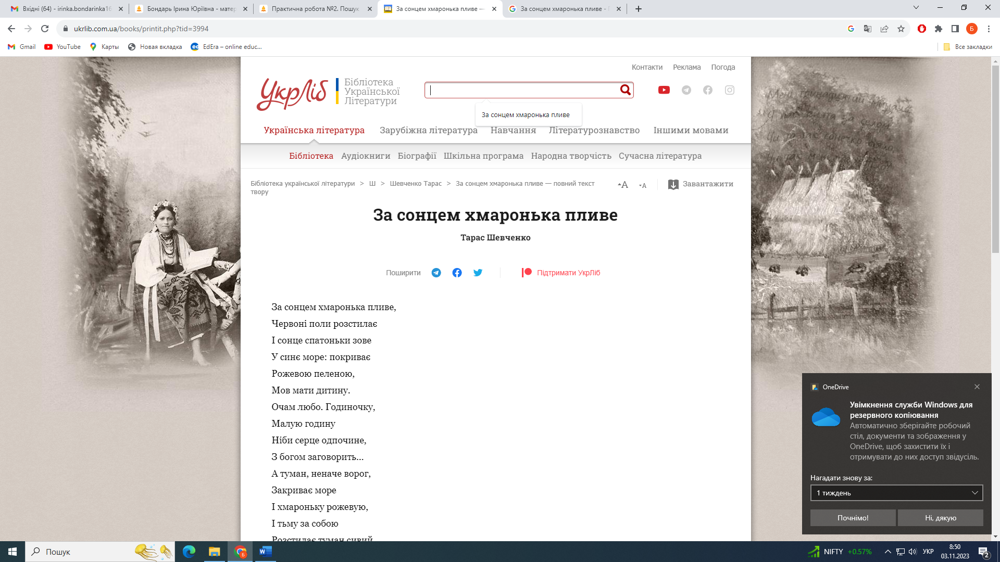 Вхідні (64) - irinka.bondarinka16
Бондарь Ірина Юріївна - матер
Практична робота №2. Пошук
За сонцем хмаронька пливе —
За сонцем хмаронька пливе -
ukrlib.com.ua/books/printit.php?tid=3994
Б
Gmail
YouTube
Карты
Новая вкладка
EdEra – online educ...
Все закладки
Контакти
Реклама
Погода
УкрЛіб
Бібліотека
Української
Літератури
За сонцем хмаронька пливе
Українська література
Зарубіжна література
Навчання
Літературознавство
Іншими мовами
Бібліотека
Аудіокниги
Біографії
Шкільна програма
Народна творчість
Сучасна література
Бібліотека української літератури > Ш > Шевченко Тарас > За сонцем хмаронька пливе — повний текст
твору
A
A
Завантажити
За сонцем хмаронька пливе
Тарас Шевченко
Поширити
Підтримати УкрЛіб
За сонцем хмаронька пливе,
Червоні поли розстилає
І сонце спатоньки зове
У синє море: покриває
Рожевою пеленою,
Мов мати дитину.
Очам любо. Годиночку,
Малую годину
Ніби серце одпочине,
З богом заговорить...
А туман, неначе ворог,
Закриває море
І хмароньку рожевую,
І тьму за собою
Розстилає туман сивий
OneDrive
Увімкнення служби Windows для
резервного копіювання
Автоматично зберігайте робочий
стіл, документи та зображення у
OneDrive, щоб захистити їх і
отримувати до них доступ звідусіль.
Нагадати знову за:
1 тиждень
Почнімо!
Ні, дякую
Пошук
NIFTY +0.57%
УКР
8:50
03.11.2023
2